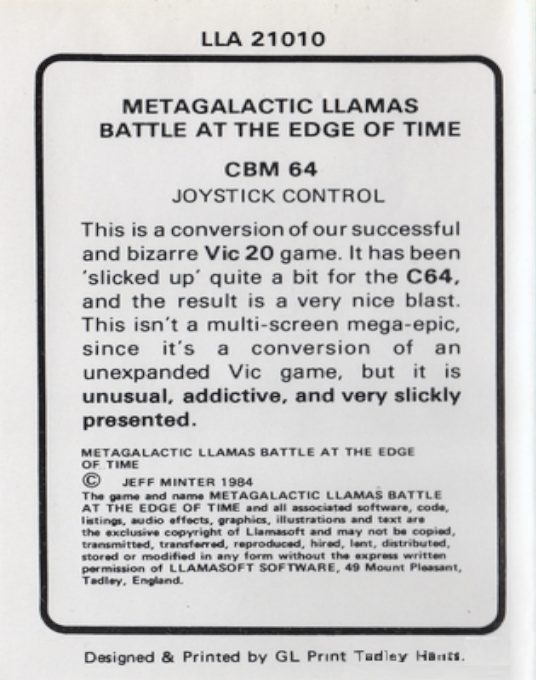 LLA 21010
METAGALACTIC LLAMAS
BATTLE AT THE EDGE OF TIME
CBM 64
JOYSTICK CONTROL
This is a conversion of our successful
and bizarre Vic 20 game. It has been
'slicked up' quite a bit for the C64,
and the result is a very nice blast.
This isn't a multi-screen mega-epic,
since it's a conversion of an
unexpanded Vic game, but it is
unusual, addictive, and very slickly
presented.
METAGALACTIC LLAMAS BATTLE AT THE EDGE
OF TIME
© JEFF MINTER 1984
The game and name METAGALACTIC LLAMAS BATTLE
AT THE EDGE OF TIME and all associated software, code,
listings, audio effects, graphics, illustrations and text are
the exclusive copyright of Llamasoft and may not be copied,
transmitted, transferred, reproduced, hired, lent, distributed,
stored or modified in any form without the express written
permission of LLAMASOFT SOFTWARE, 49 Mount Pleasant,
Tadley, England.
Designed & Printed by GL Print Tadley Hants.